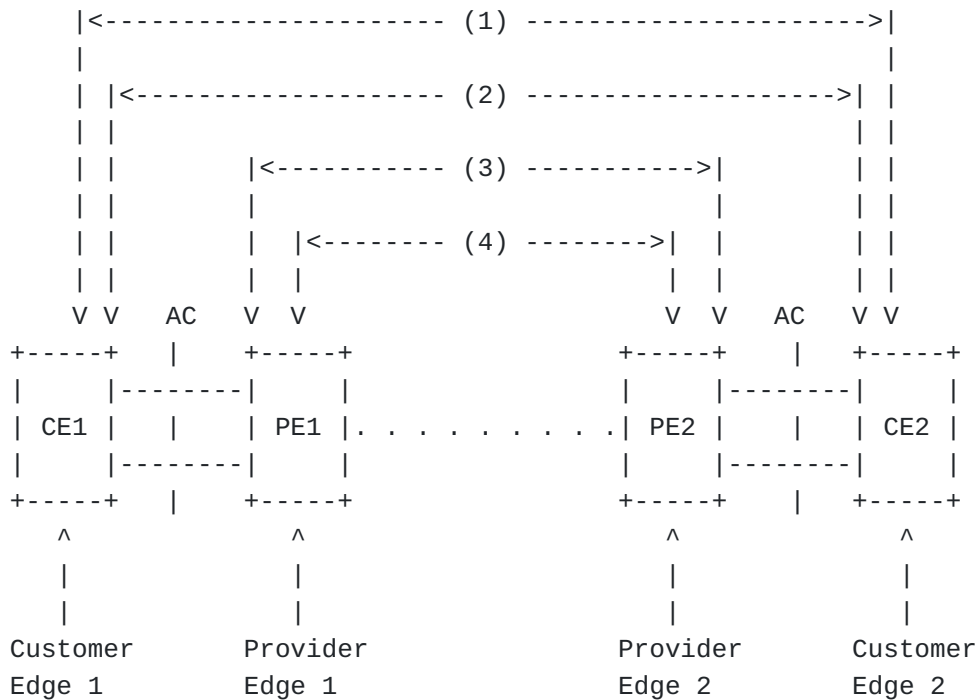 |<---------------------- (1) ---------------------->|
|                                                   |
| |<--------------------- (2) -------------------->| |
| |                                                | |
| |        |<----------- (3) ----------->|        | |
| |        |                             |        | |
| |        |  |<-------- (4) -------->|  |        | |
| |        |  |                       |  |        | |
V V   AC   V  V                       V  V   AC   V V
+-----+   |    +-----+                 +-----+    |   +-----+
|     |--------|     |                 |     |--------|     |
| CE1 |   |    | PE1 |. . . . . . . . .| PE2 |    |   | CE2 |
|     |--------|     |                 |     |--------|     |
+-----+   |    +-----+                 +-----+    |   +-----+
^              ^                       ^              ^
|              |                       |              |
|              |                       |              |
Customer       Provider                Provider       Customer
Edge 1         Edge 1                  Edge 2         Edge 2